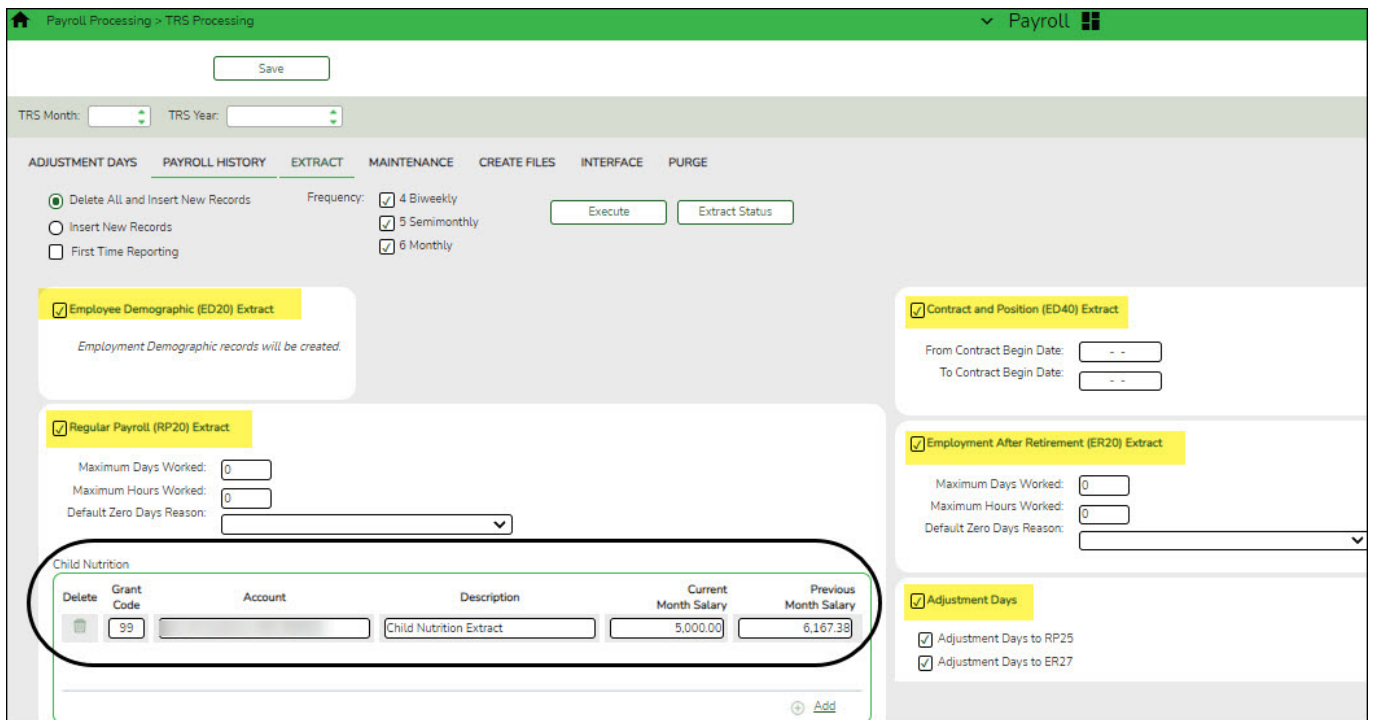 Payroll Processing > TRS Processing
Payroll
Save
TRS Month:
TRS Year:
ADJUSTMENT DAYS PAYROLL HISTORY EXTRACT MAINTENANCE CREATE FILES INTERFACE PURGE
Delete All and Insert New Records
Insert New Records
First Time Reporting
Frequency:
4 Biweekly
5 Semimonthly
6 Monthly
Execute
Extract Status
Employee Demographic (ED20) Extract
Employment Demographic records will be created.
Contract and Position (ED40) Extract
From Contract Begin Date: - -
To Contract Begin Date: - -
Regular Payroll (RP20) Extract
Maximum Days Worked: 0
Maximum Hours Worked: 0
Default Zero Days Reason:
Employment After Retirement (ER20) Extract
Maximum Days Worked: 0
Maximum Hours Worked: 0
Default Zero Days Reason:
Child Nutrition
Delete Grant Code Account Description Current Month Salary Previous Month Salary
99 Child Nutrition Extract 5,000.00 6,167.38
Add
Adjustment Days
Adjustment Days to RP25
Adjustment Days to ER27